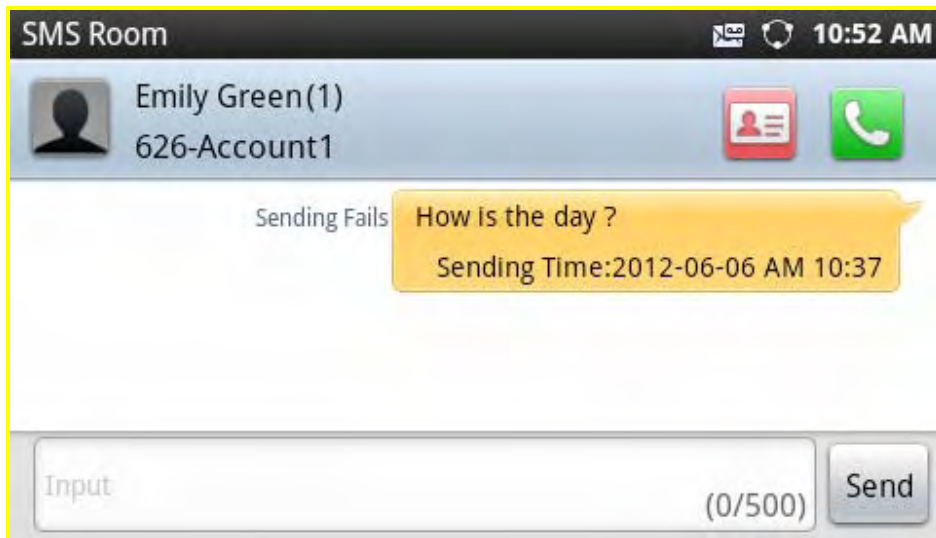 SMS Room 10:52 AM
Emily Green(1)
626-Account1
Sending Fails How is the day ?
Sending Time:2012-06-06 AM 10:37
Input
(0/500)
Send